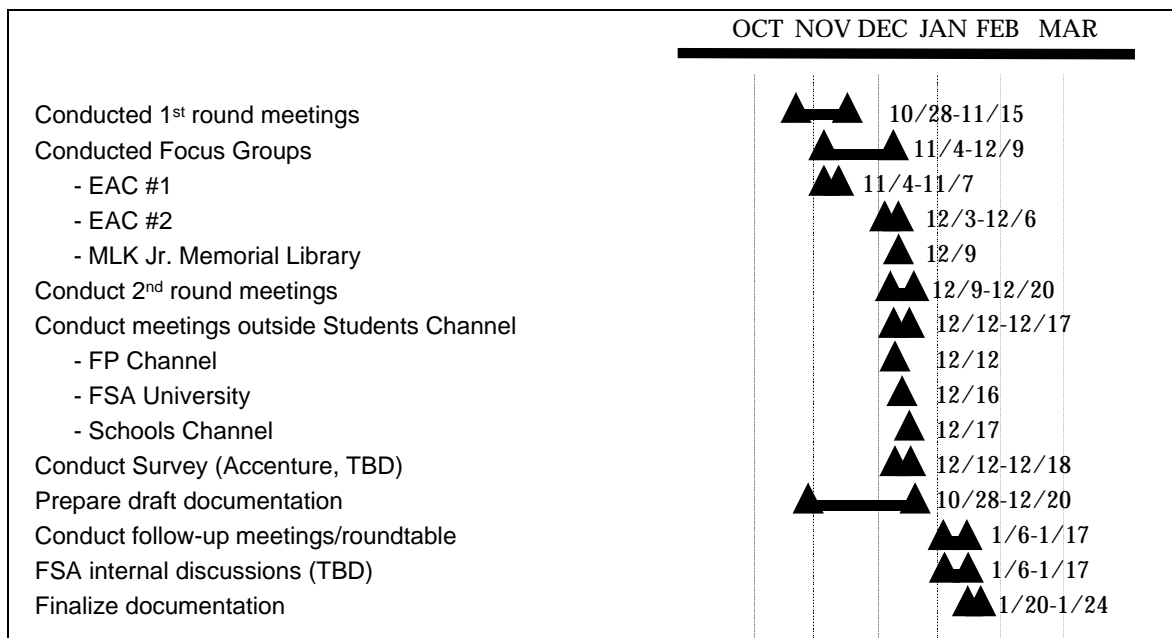 OCT NOV DEC JAN FEB MAR
Conducted 1st round meetings 10/28-11/15
Conducted Focus Groups 11/4-12/9
- EAC #1 11/4-11/7
- EAC #2 12/3-12/6
- MLK Jr. Memorial Library 12/9
Conduct 2nd round meetings 12/9-12/20
Conduct meetings outside Students Channel 12/12-12/17
- FP Channel 12/12
- FSA University 12/16
- Schools Channel 12/17
Conduct Survey (Accenture, TBD) 12/12-12/18
Prepare draft documentation 10/28-12/20
Conduct follow-up meetings/roundtable 1/6-1/17
FSA internal discussions (TBD) 1/6-1/17
Finalize documentation 1/20-1/24